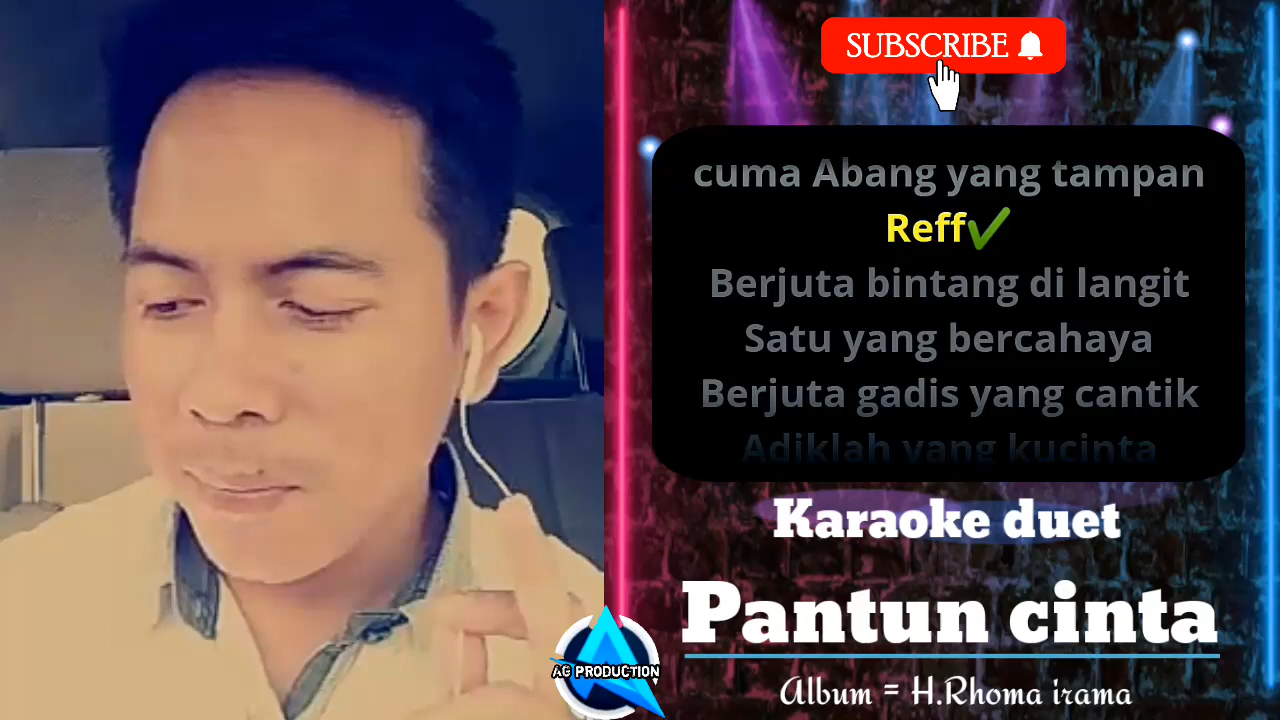 SUBSCRIBE
cuma Abang yang tampan
Reff✔
Berjuta bintang di langit
Satu yang bercahaya
Berjuta gadis yang cantik
Adiklah yang kucinta
Karaoke duet
Pantun cinta
AG PRODUCTION
Album = H.Rhoma irama